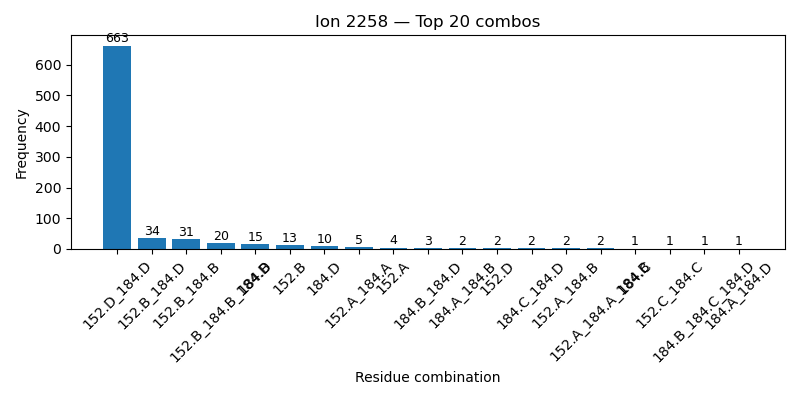 Ion 2258 — Top 20 combos
Frequency
600
500
400
300
200
100
0
663
34
31
20
15
13
10
5
4
3
2
2
2
2
2
1
1
1
1
152.D_184.D
152.B_184.D
152.B_184.B
152.B
184.D
152.A_184.A
152.A
184.B_184.D
184.A_184.B
152.D
184.C_184.D
152.A_184.B
152.C_184.C
184.B_184.C_184.D
184.A_184.D
Residue combination